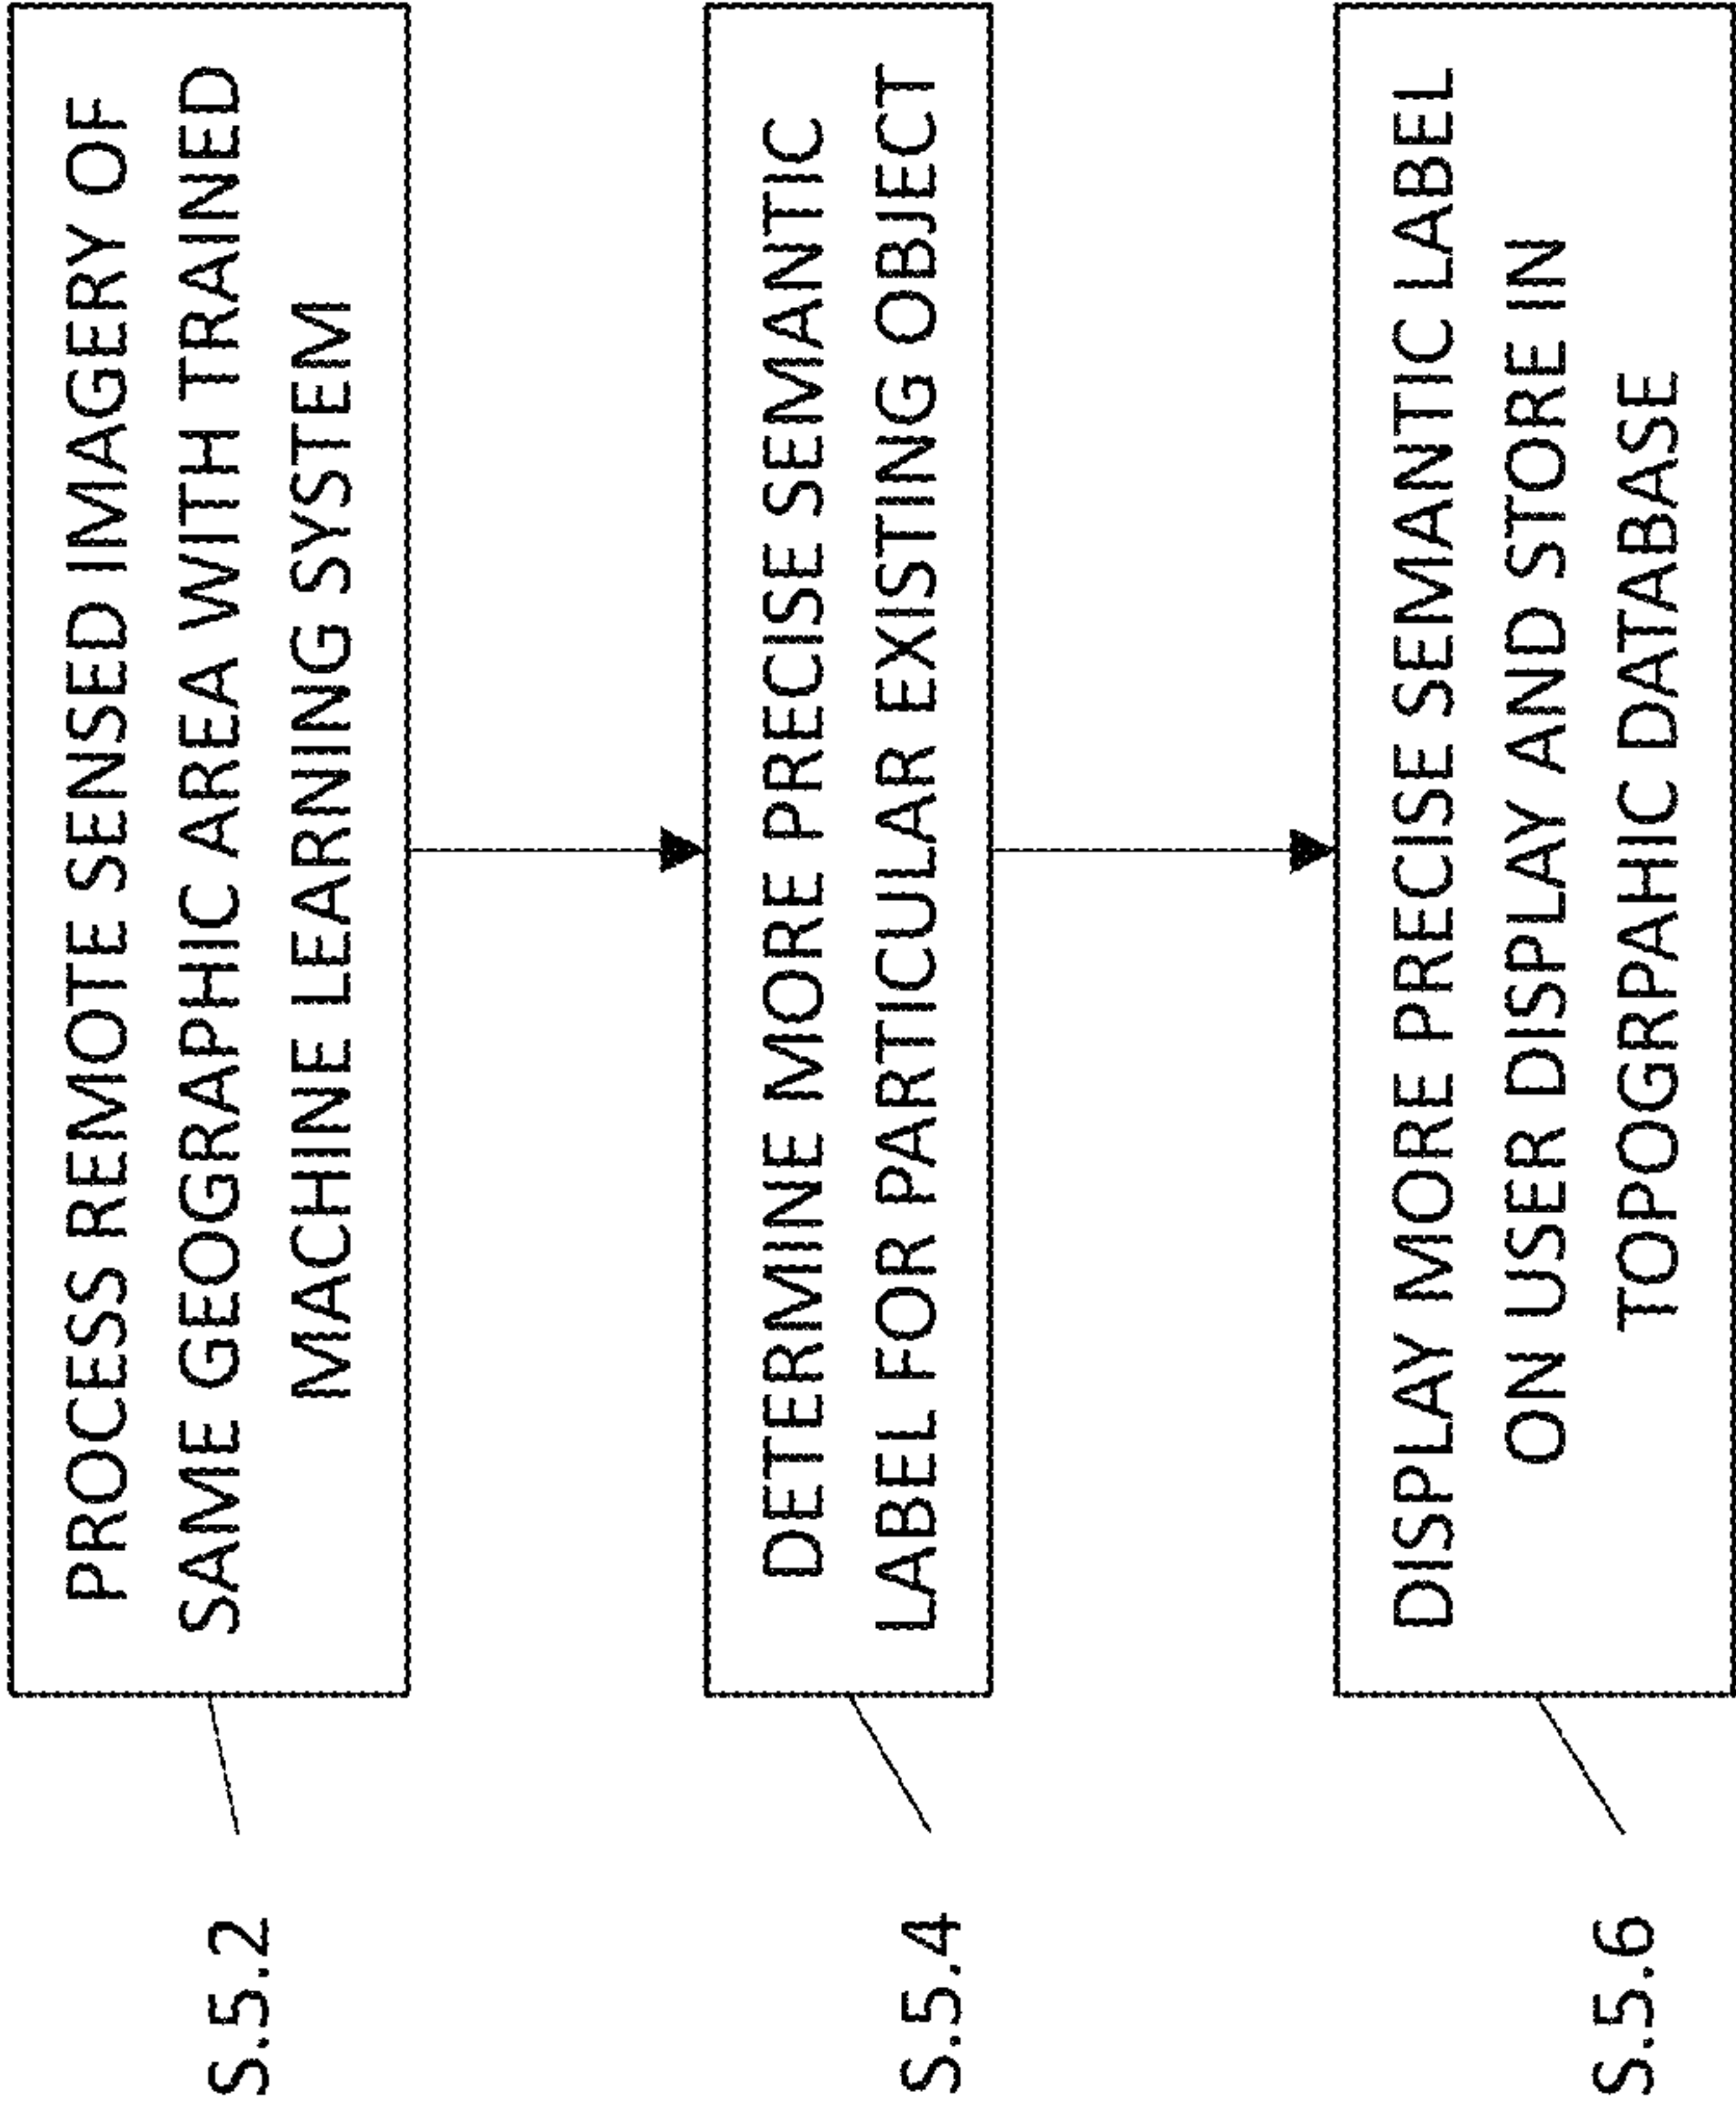 PROCESS REMOTE SENSED IMAGERY OF
SAME GEOGRAPHIC AREA WITH TRAINED
MACHINE LEARNING SYSTEM
S.5.2
DETERMINE MORE PRECISE SEMANTIC
LABEL FOR PARTICULAR EXISTING OBJECT
S.5.4
DISPLAY MORE PRECISE SEMANTIC LABEL
ON USER DISPLAY AND STORE IN
TOPOGRPAHIC DATABASE
S.5.6